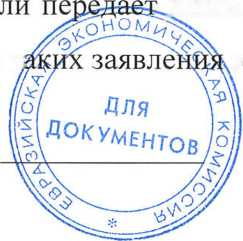 ли передает
аких заявления
ЕВРАЗИЙСКАЯ ЭКОНОМИЧЕСКАЯ КОМИССИЯ *
ДЛЯ
ДОКУМЕНТОВ